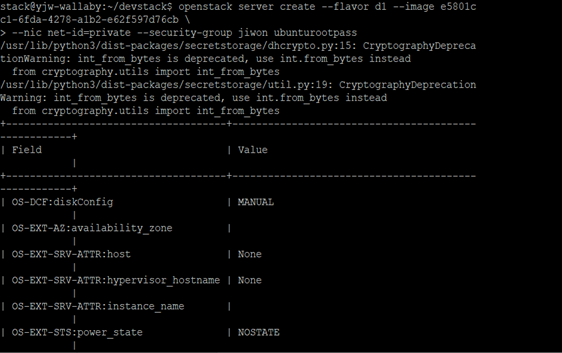 stack@yjw-wallaby:~/devstack$ openstack server create --flavor d1 --image e5801c
c1-6fda-4278-a1b2-e62f597d76cb \
> --nic net-id=private --security-group jiwon ubunturootpass
/usr/lib/python3/dist-packages/secretstorage/dhcrypto.py:15: CryptographyDepreca
tionWarning: int_from_bytes is deprecated, use int.from_bytes instead
  from cryptography.utils import int_from_bytes
/usr/lib/python3/dist-packages/secretstorage/util.py:19: CryptographyDeprecation
Warning: int_from_bytes is deprecated, use int.from_bytes instead
  from cryptography.utils import int_from_bytes
+-------------------------------------+-----------------------------------------
------------+
| Field                               | Value
            |
+-------------------------------------+-----------------------------------------
------------+
| OS-DCF:diskConfig                   | MANUAL
            |
| OS-EXT-AZ:availability_zone         |
            |
| OS-EXT-SRV-ATTR:host                | None
            |
| OS-EXT-SRV-ATTR:hypervisor_hostname | None
            |
| OS-EXT-SRV-ATTR:instance_name       |
            |
| OS-EXT-STS:power_state              | NOSTATE
            |